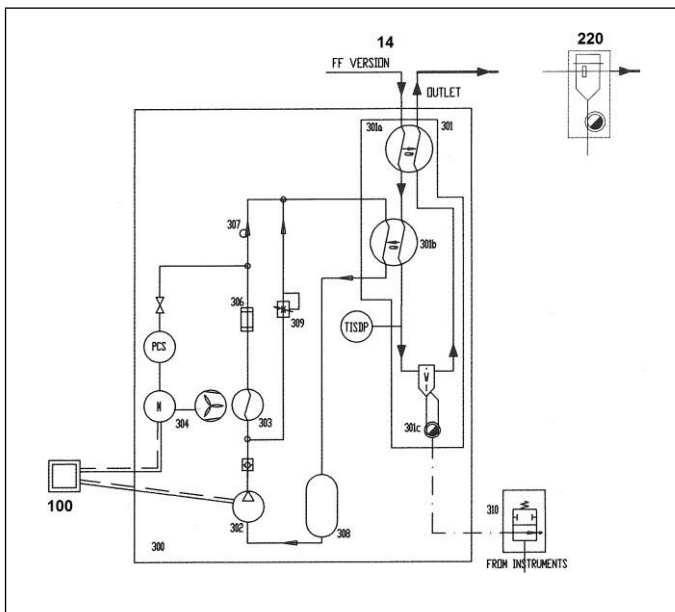 14
220
FF VERSION
OUTLET
301a
301
307
301b
306
309
TISDP
PCS
V
M
304
303
301c
100
302
308
310
300
FROM INSTRUMENTS